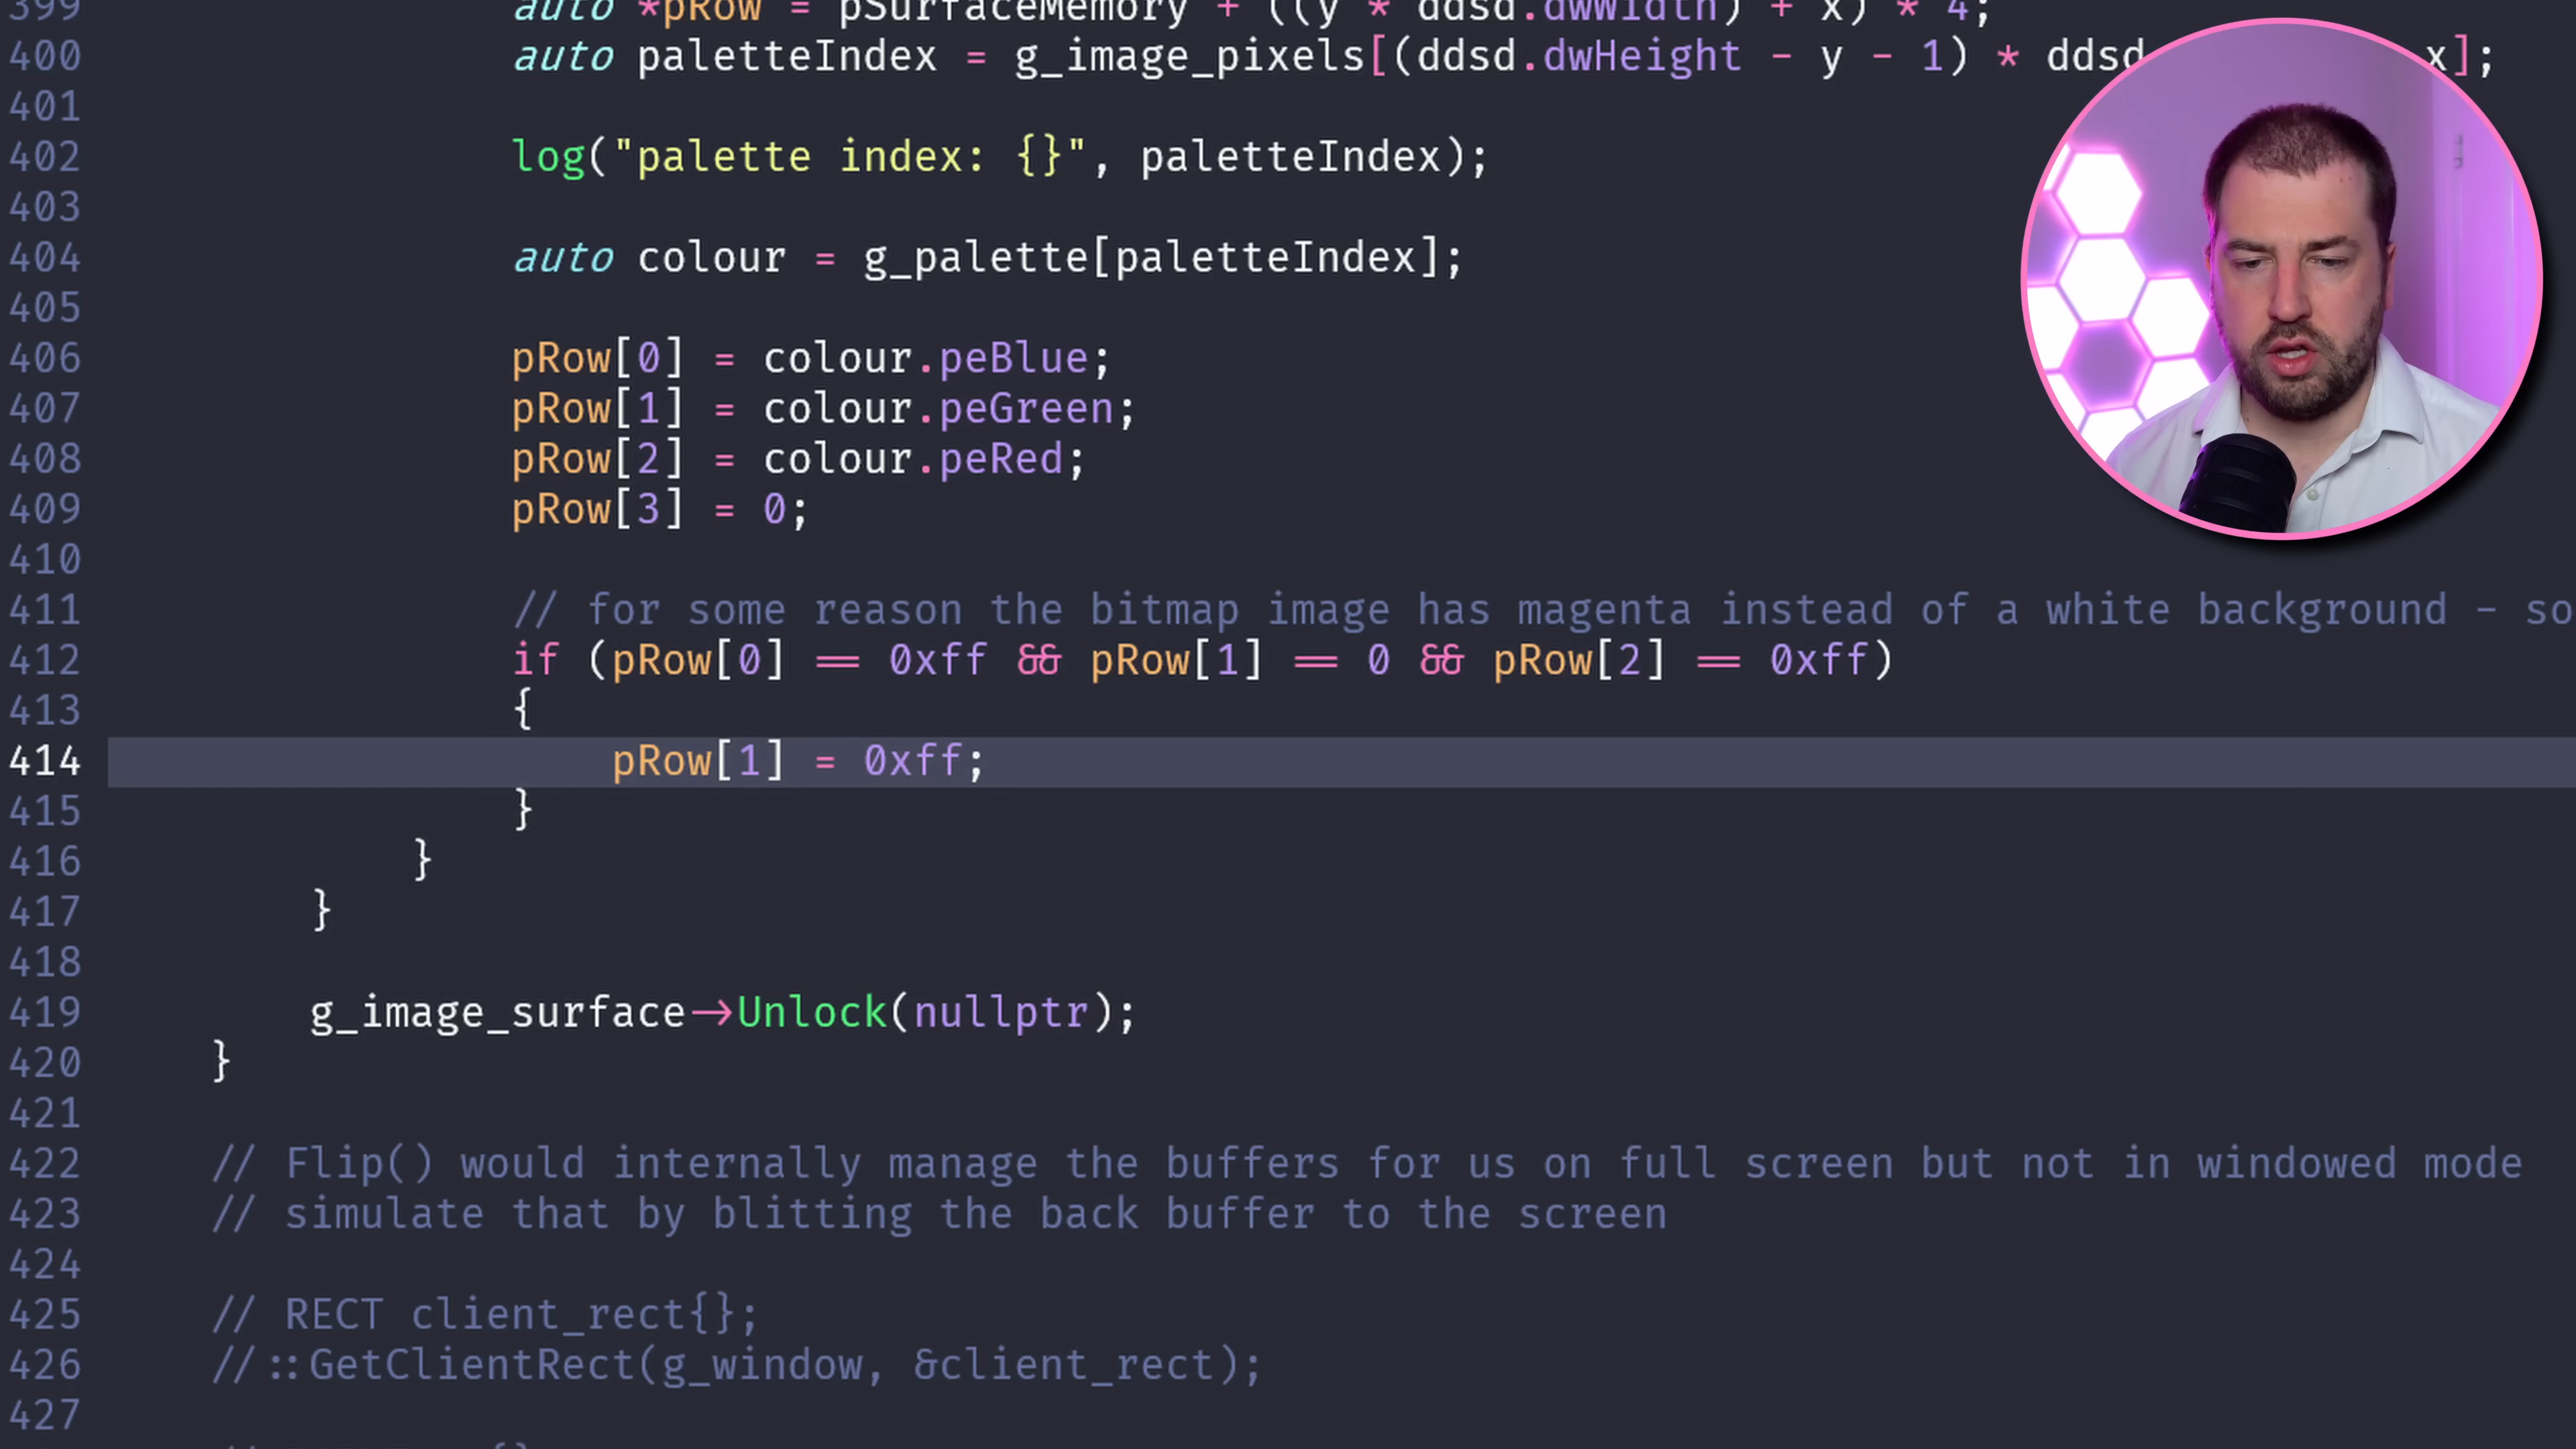 399 auto *pRow = pSurfaceMemory + ((y * ddsd.dwWidth) + x) * 4;
400 auto paletteIndex = g_image_pixels[(ddsd.dwHeight - y - 1) * ddsd x];
401
402 log("palette index: {}", paletteIndex);
403
404 auto colour = g_palette[paletteIndex];
405
406 pRow[0] = colour.peBlue;
407 pRow[1] = colour.peGreen;
408 pRow[2] = colour.peRed;
409 pRow[3] = 0;
410
411 // for some reason the bitmap image has magenta instead of a white background - so
412 if (pRow[0] == 0xff && pRow[1] == 0 && pRow[2] == 0xff)
413 {
414 pRow[1] = 0xff;
415 }
416 }
417 }
418
419 g_image_surface->Unlock(nullptr);
420 }
421
422 // Flip() would internally manage the buffers for us on full screen but not in windowed mode
423 // simulate that by blitting the back buffer to the screen
424
425 // RECT client_rect{};
426 //::GetClientRect(g_window, &client_rect);
427